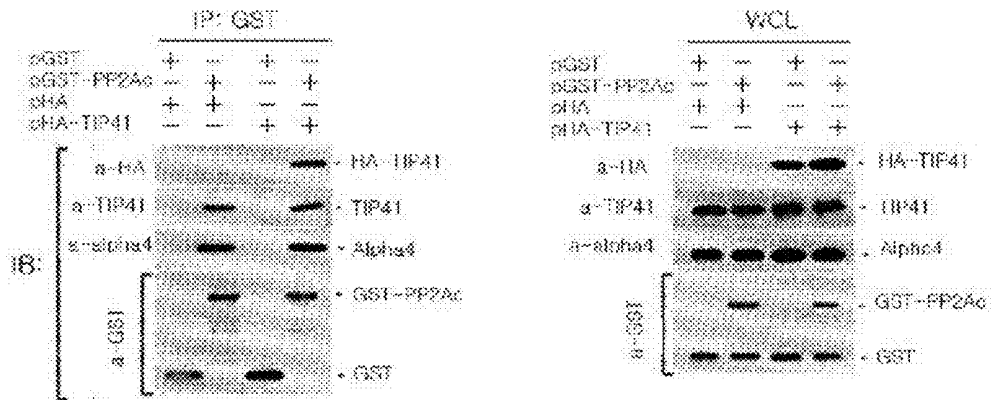 IP: GST
pGST + − + −
pGST-PP2Ac − + − +
pHA + + − −
pHA-TIP41 − − + +
IB:
a-HA
HA-TIP41
a-TIP41
TIP41
a-alpha4
Alpha4
a-GST
GST-PP2Ac
GST
WCL
pGST + − + −
pGST-PP2Ac − + − +
pHA + + − −
pHA-TIP41 − − + +
a-HA
HA-TIP41
a-TIP41
TIP41
a-alpha4
Alpha4
a-GST
GST-PP2Ac
GST